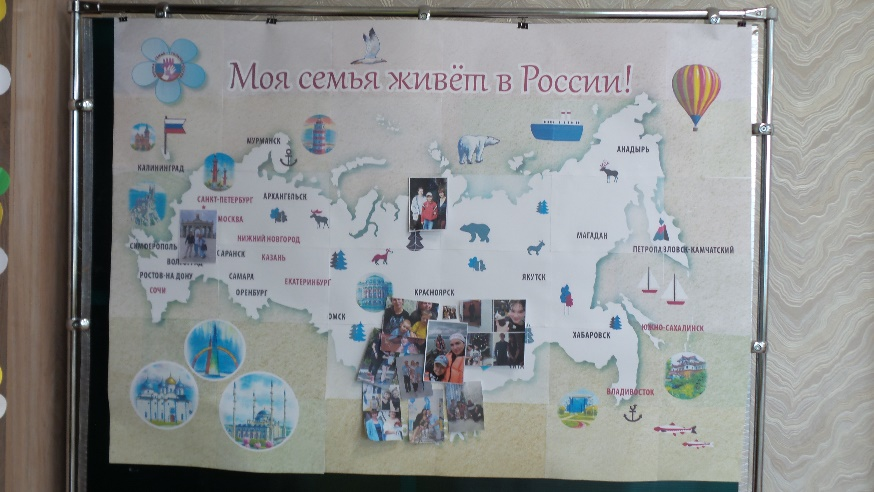 Моя семья живёт в России!
МУРМАНСК
АНАДЫРЬ
КАЛИНИНГРАД
САНКТ-ПЕТЕРБУРГ
АРХАНГЕЛЬСК
МОСКВА
МАГАДАН
НИЖНИЙ НОВГОРОД
СИМФЕРОПОЛЬ
ПЕТРОПАВЛОВСК-КАМЧАТСКИЙ
САРАНСК
КАЗАНЬ
РОСТОВ-НА ДОНУ
САМАРА
ЯКУТСК
ЕКАТЕРИНБУРГ
СОЧИ
ОРЕНБУРГ
КРАСНОЯРСК
ОМСК
ЮЖНО-САХАЛИНСК
ХАБАРОВСК
ВЛАДИВОСТОК